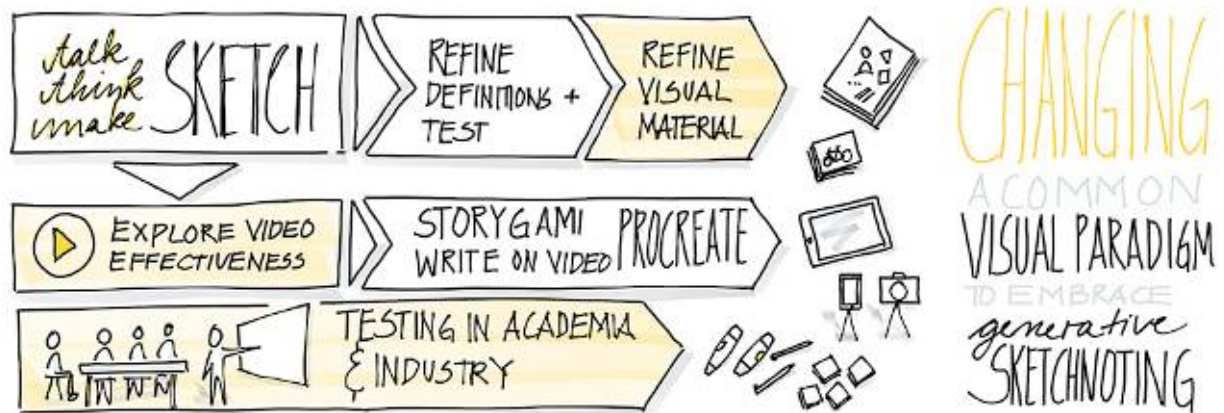 talk
think
make
SKETCH
REFINE
DEFINITIONS +
TEST
REFINE
VISUAL
MATERIAL
EXPLORE VIDEO
EFFECTIVENESS
STORYGAMI
WRITE ON VIDEO
PROCREATE
TESTING IN ACADEMIA
& INDUSTRY
CHANGING
A COMMON
VISUAL PARADIGM
TO EMBRACE
generative
SKETCHNOTING